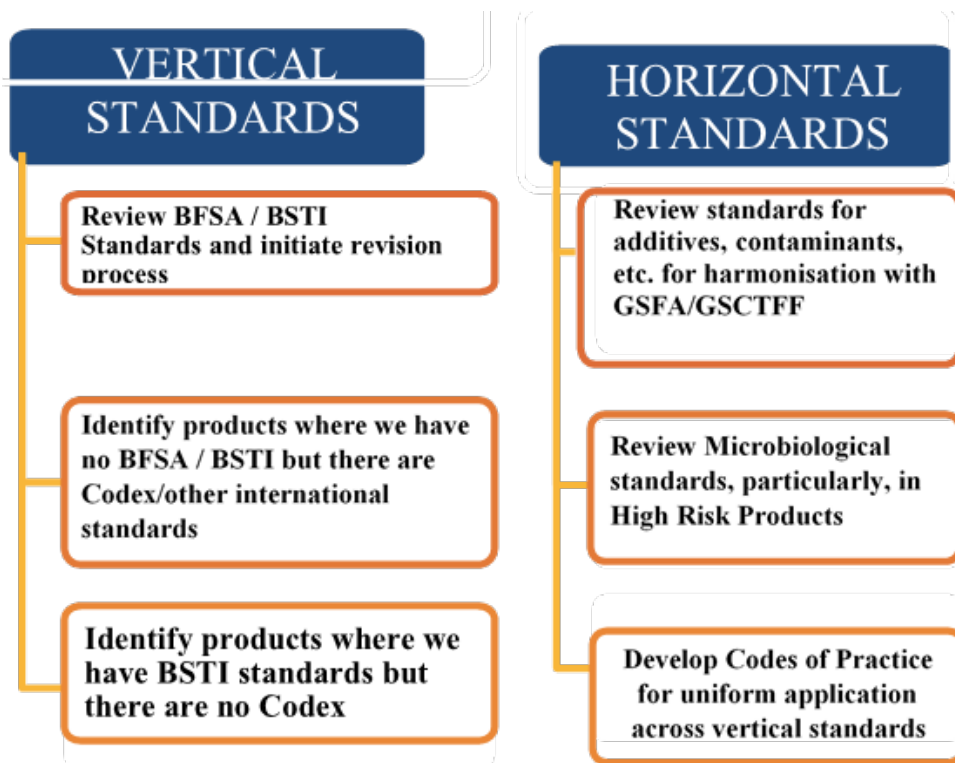 VERTICAL
STANDARDS
Review BFSA / BSTI
Standards and initiate revision
process
Identify products where we have
no BFSA / BSTI but there are
Codex/other international
standards
Identify products where we
have BSTI standards but
there are no Codex
HORIZONTAL
STANDARDS
Review standards for
additives, contaminants,
etc. for harmonisation with
GSFA/GSCTFF
Review Microbiological
standards, particularly, in
High Risk Products
Develop Codes of Practice
for uniform application
across vertical standards